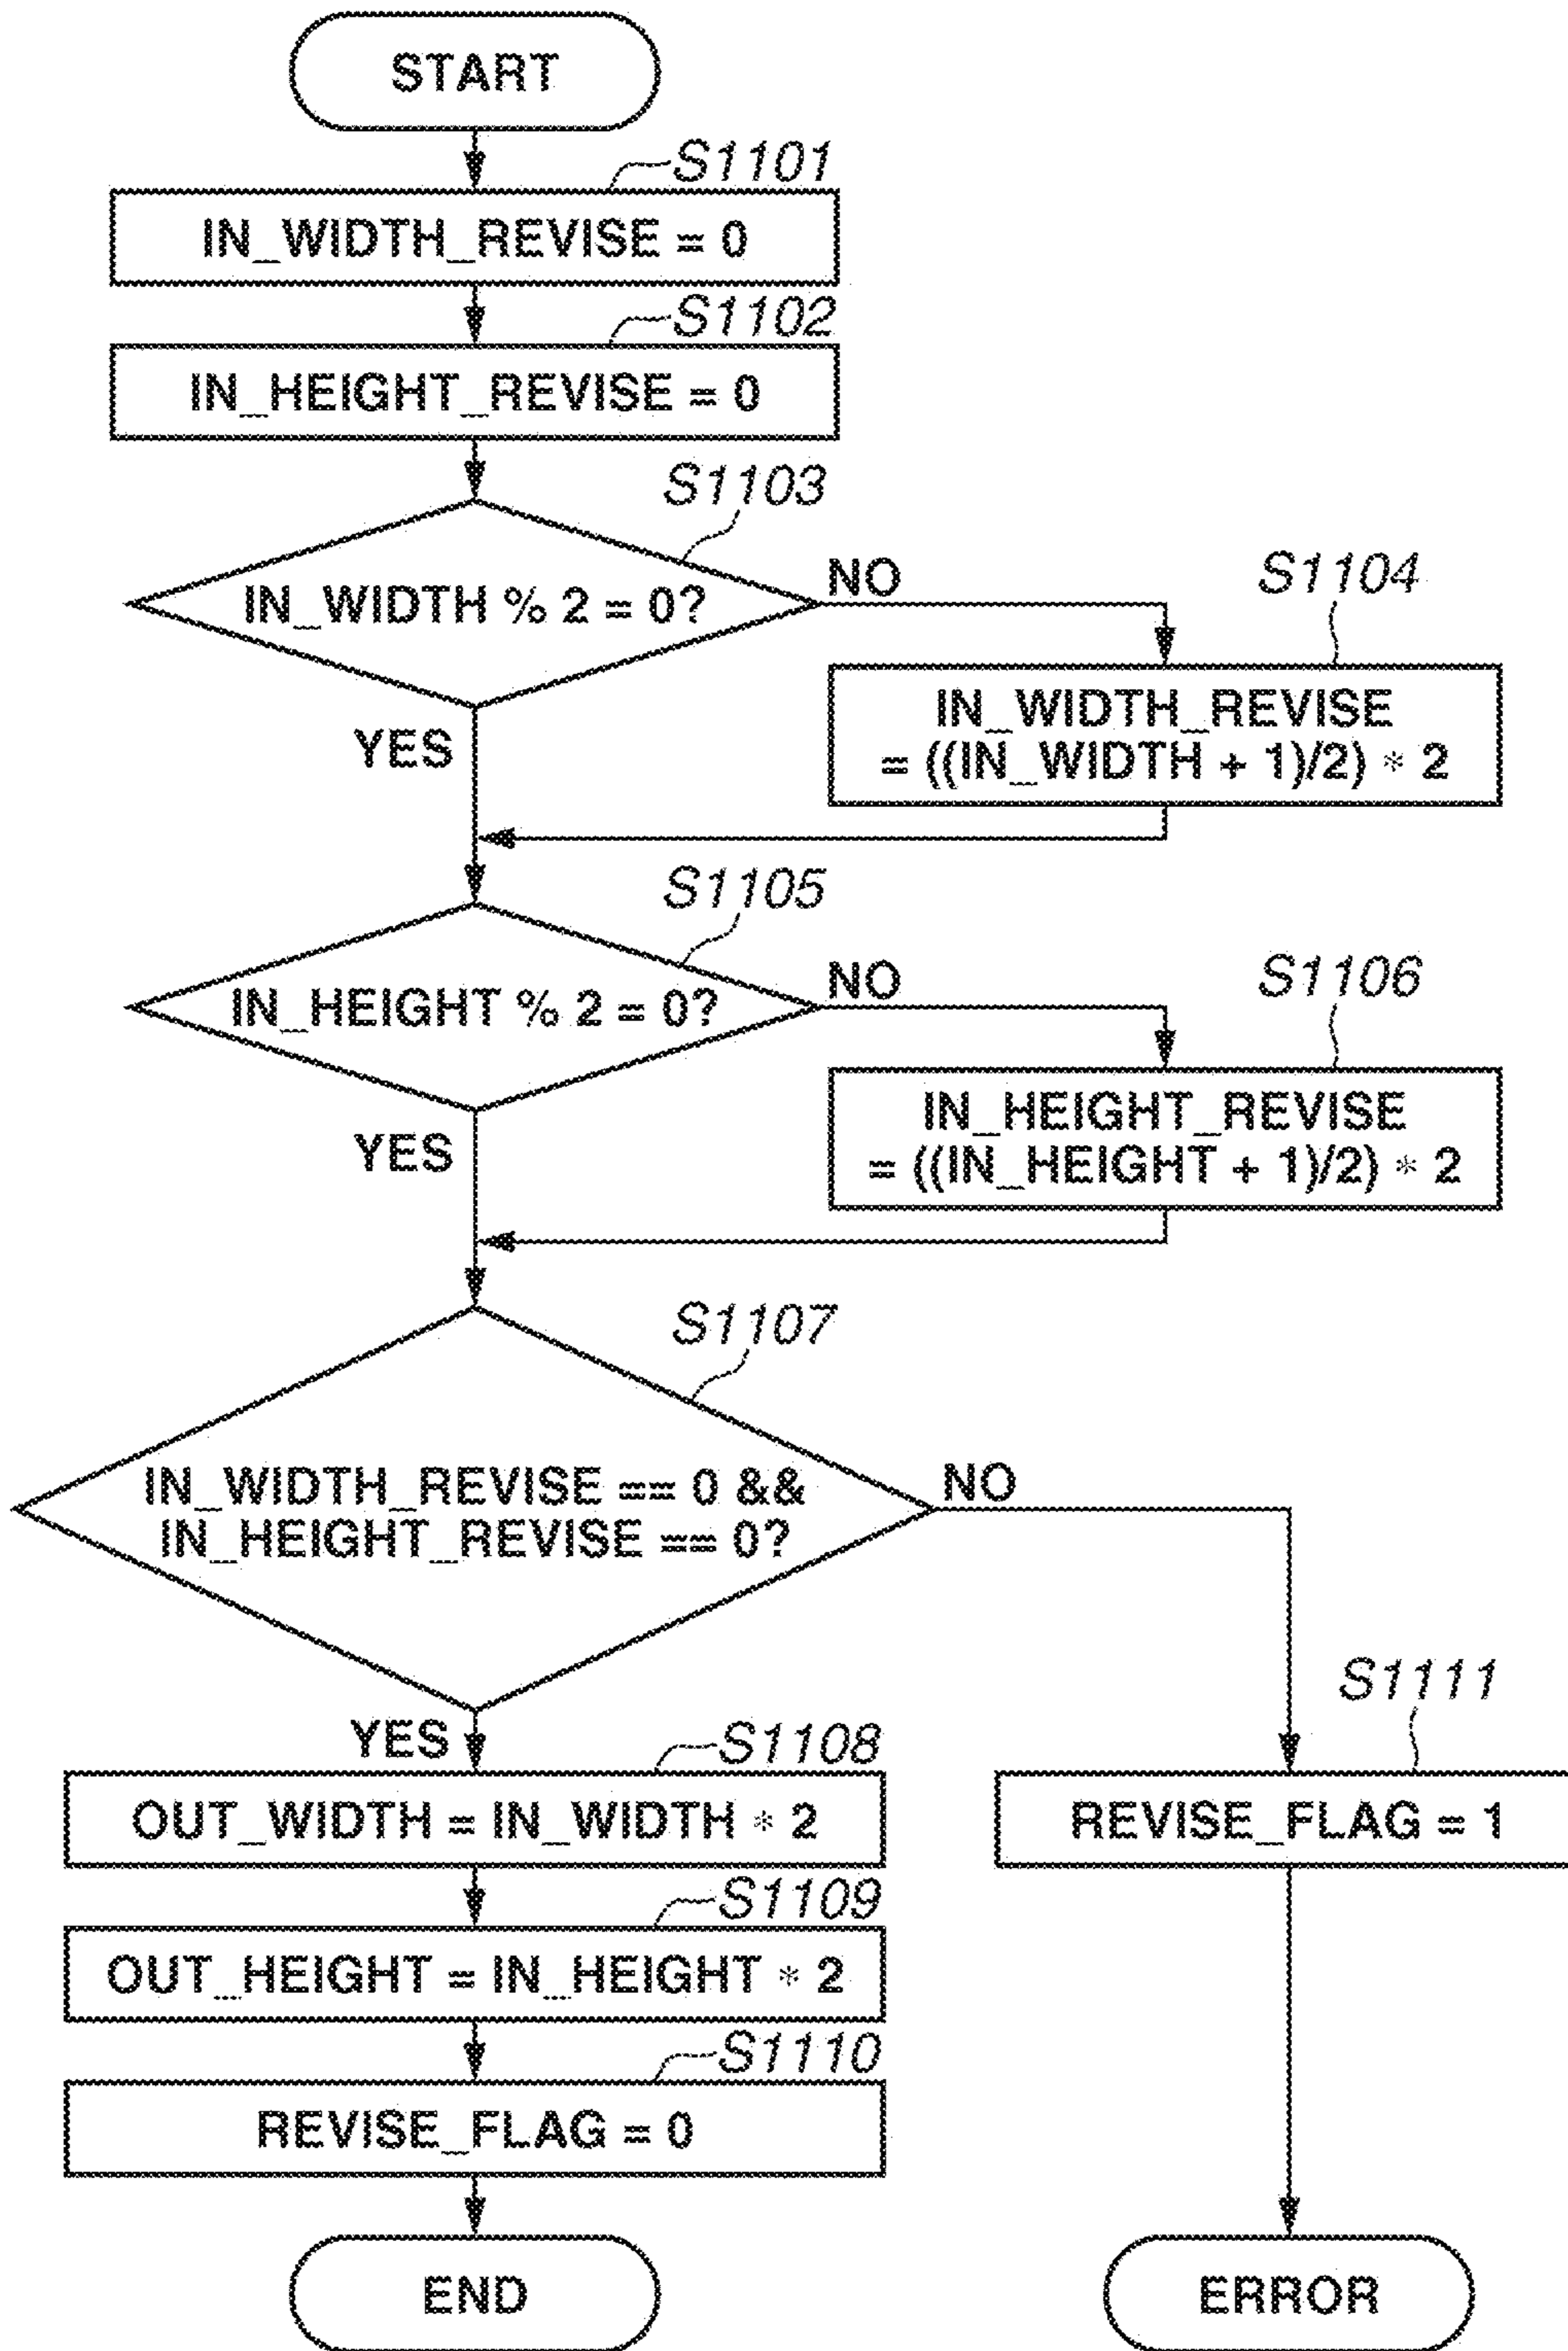 START
S1101
IN_WIDTH_REVISE = 0
S1102
IN_HEIGHT_REVISE = 0
S1103
IN_WIDTH % 2 = 0?
NO
S1104
IN_WIDTH_REVISE
= ((IN_WIDTH + 1)/2) * 2
YES
S1105
IN_HEIGHT % 2 = 0?
NO
S1106
IN_HEIGHT_REVISE
= ((IN_HEIGHT + 1)/2) * 2
YES
S1107
IN_WIDTH_REVISE == 0 &&
IN_HEIGHT_REVISE == 0?
NO
S1111
REVISE_FLAG = 1
YES
S1108
OUT_WIDTH = IN_WIDTH * 2
S1109
OUT_HEIGHT = IN_HEIGHT * 2
S1110
REVISE_FLAG = 0
END
ERROR